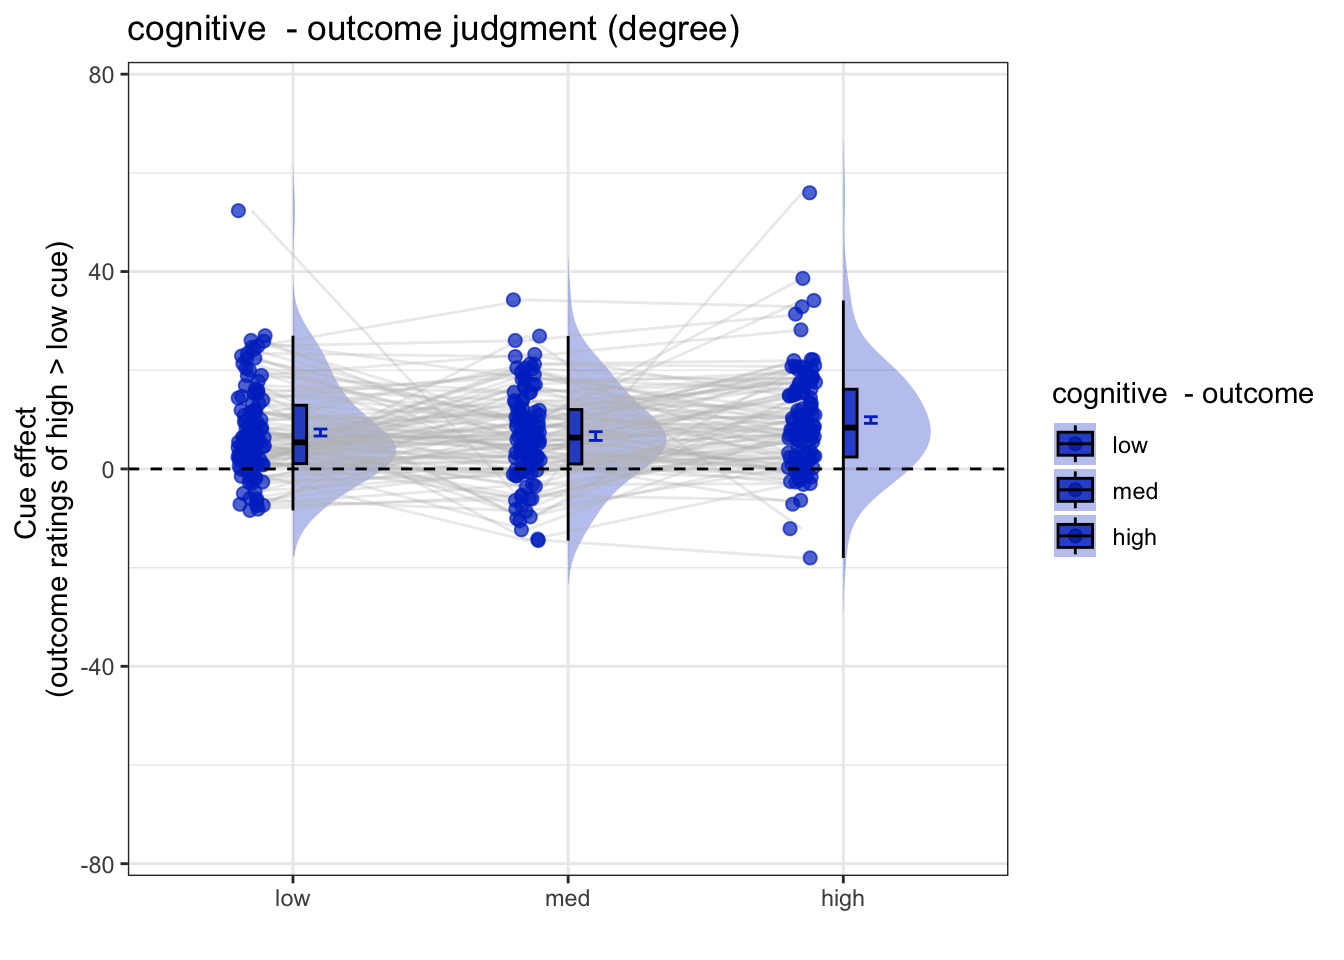 cognitive  - outcome judgment (degree)
Cue effect
(outcome ratings of high > low cue)
80
40
0
-40
-80
low
med
high
cognitive  - outcome
low
med
high